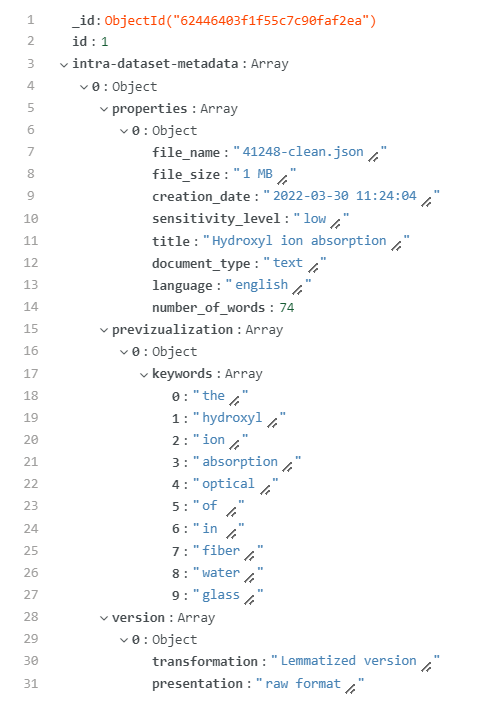 1 _id: ObjectId("62446403f1f55c7c90faf2ea")
2 id: 1
3 intra-dataset-metadata: Array
4 0: Object
5 properties: Array
6 0: Object
7 file_name: "41248-clean.json"
8 file_size: "1 MB"
9 creation_date: "2022-03-30 11:24:04"
10 sensitivity_level: "low"
11 title: "Hydroxyl ion absorption"
12 document_type: "text"
13 language: "english"
14 number_of_words: 74
15 previzualization: Array
16 0: Object
17 keywords: Array
18 0: "the"
19 1: "hydroxyl"
20 2: "ion"
21 3: "absorption"
22 4: "optical"
23 5: "of"
24 6: "in"
25 7: "fiber"
26 8: "water"
27 9: "glass"
28 version: Array
29 0: Object
30 transformation: "Lemmatized version"
31 presentation: "raw format"